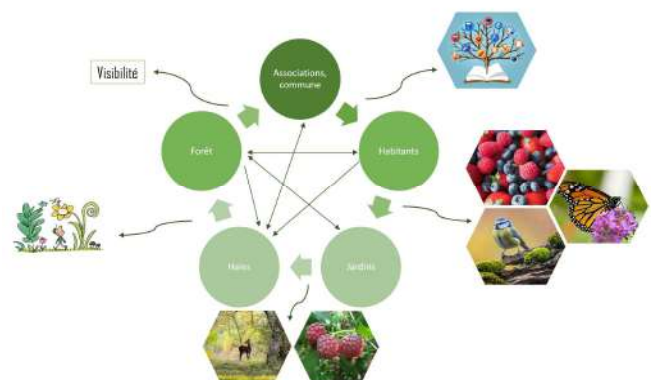 Associations,
commune
Visibilité
Forêt
Habitants
Haies
Jardins